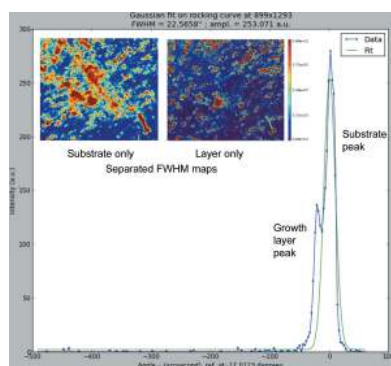 Gaussian fit on rocking curve at 899x1293
FWHM = 22.5658" ; ampl. = 253.071 a.u.
Data
Fit
Substrate only
Layer only
Separated FWHM maps
Substrate peak
Growth layer peak
Intensity (a.u.)
300
250
200
150
100
50
-500
-400
-300
-200
-100
0
100